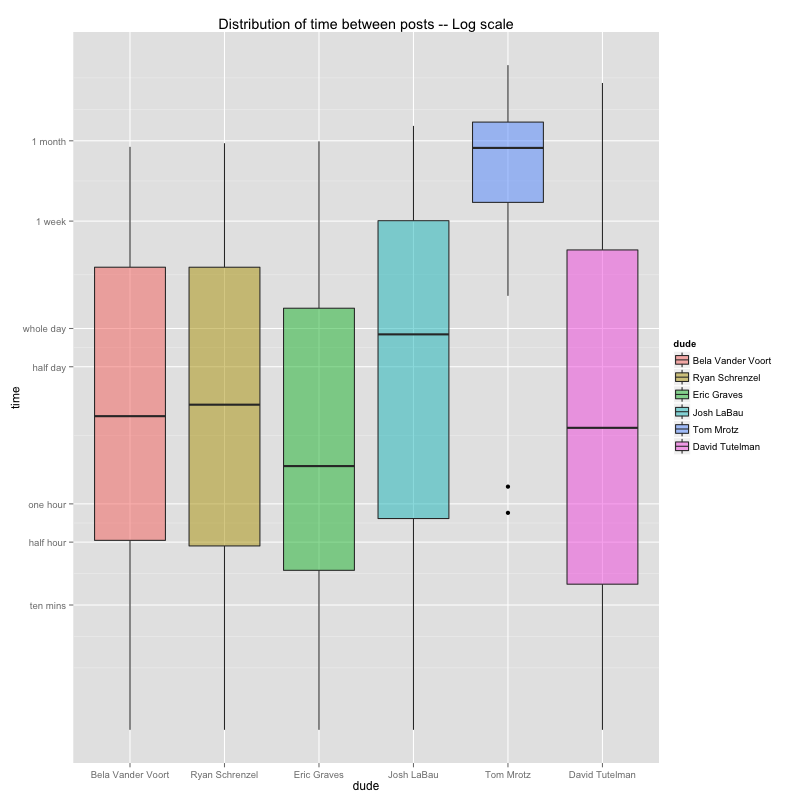 Distribution of time between posts -- Log scale
1 month
1 week
whole day
half day
one hour
half hour
ten mins
time
Bela Vander Voort
Ryan Schrenzel
Eric Graves
Josh LaBau
Tom Mrotz
David Tutelman
dude
dude
Bela Vander Voort
Ryan Schrenzel
Eric Graves
Josh LaBau
Tom Mrotz
David Tutelman